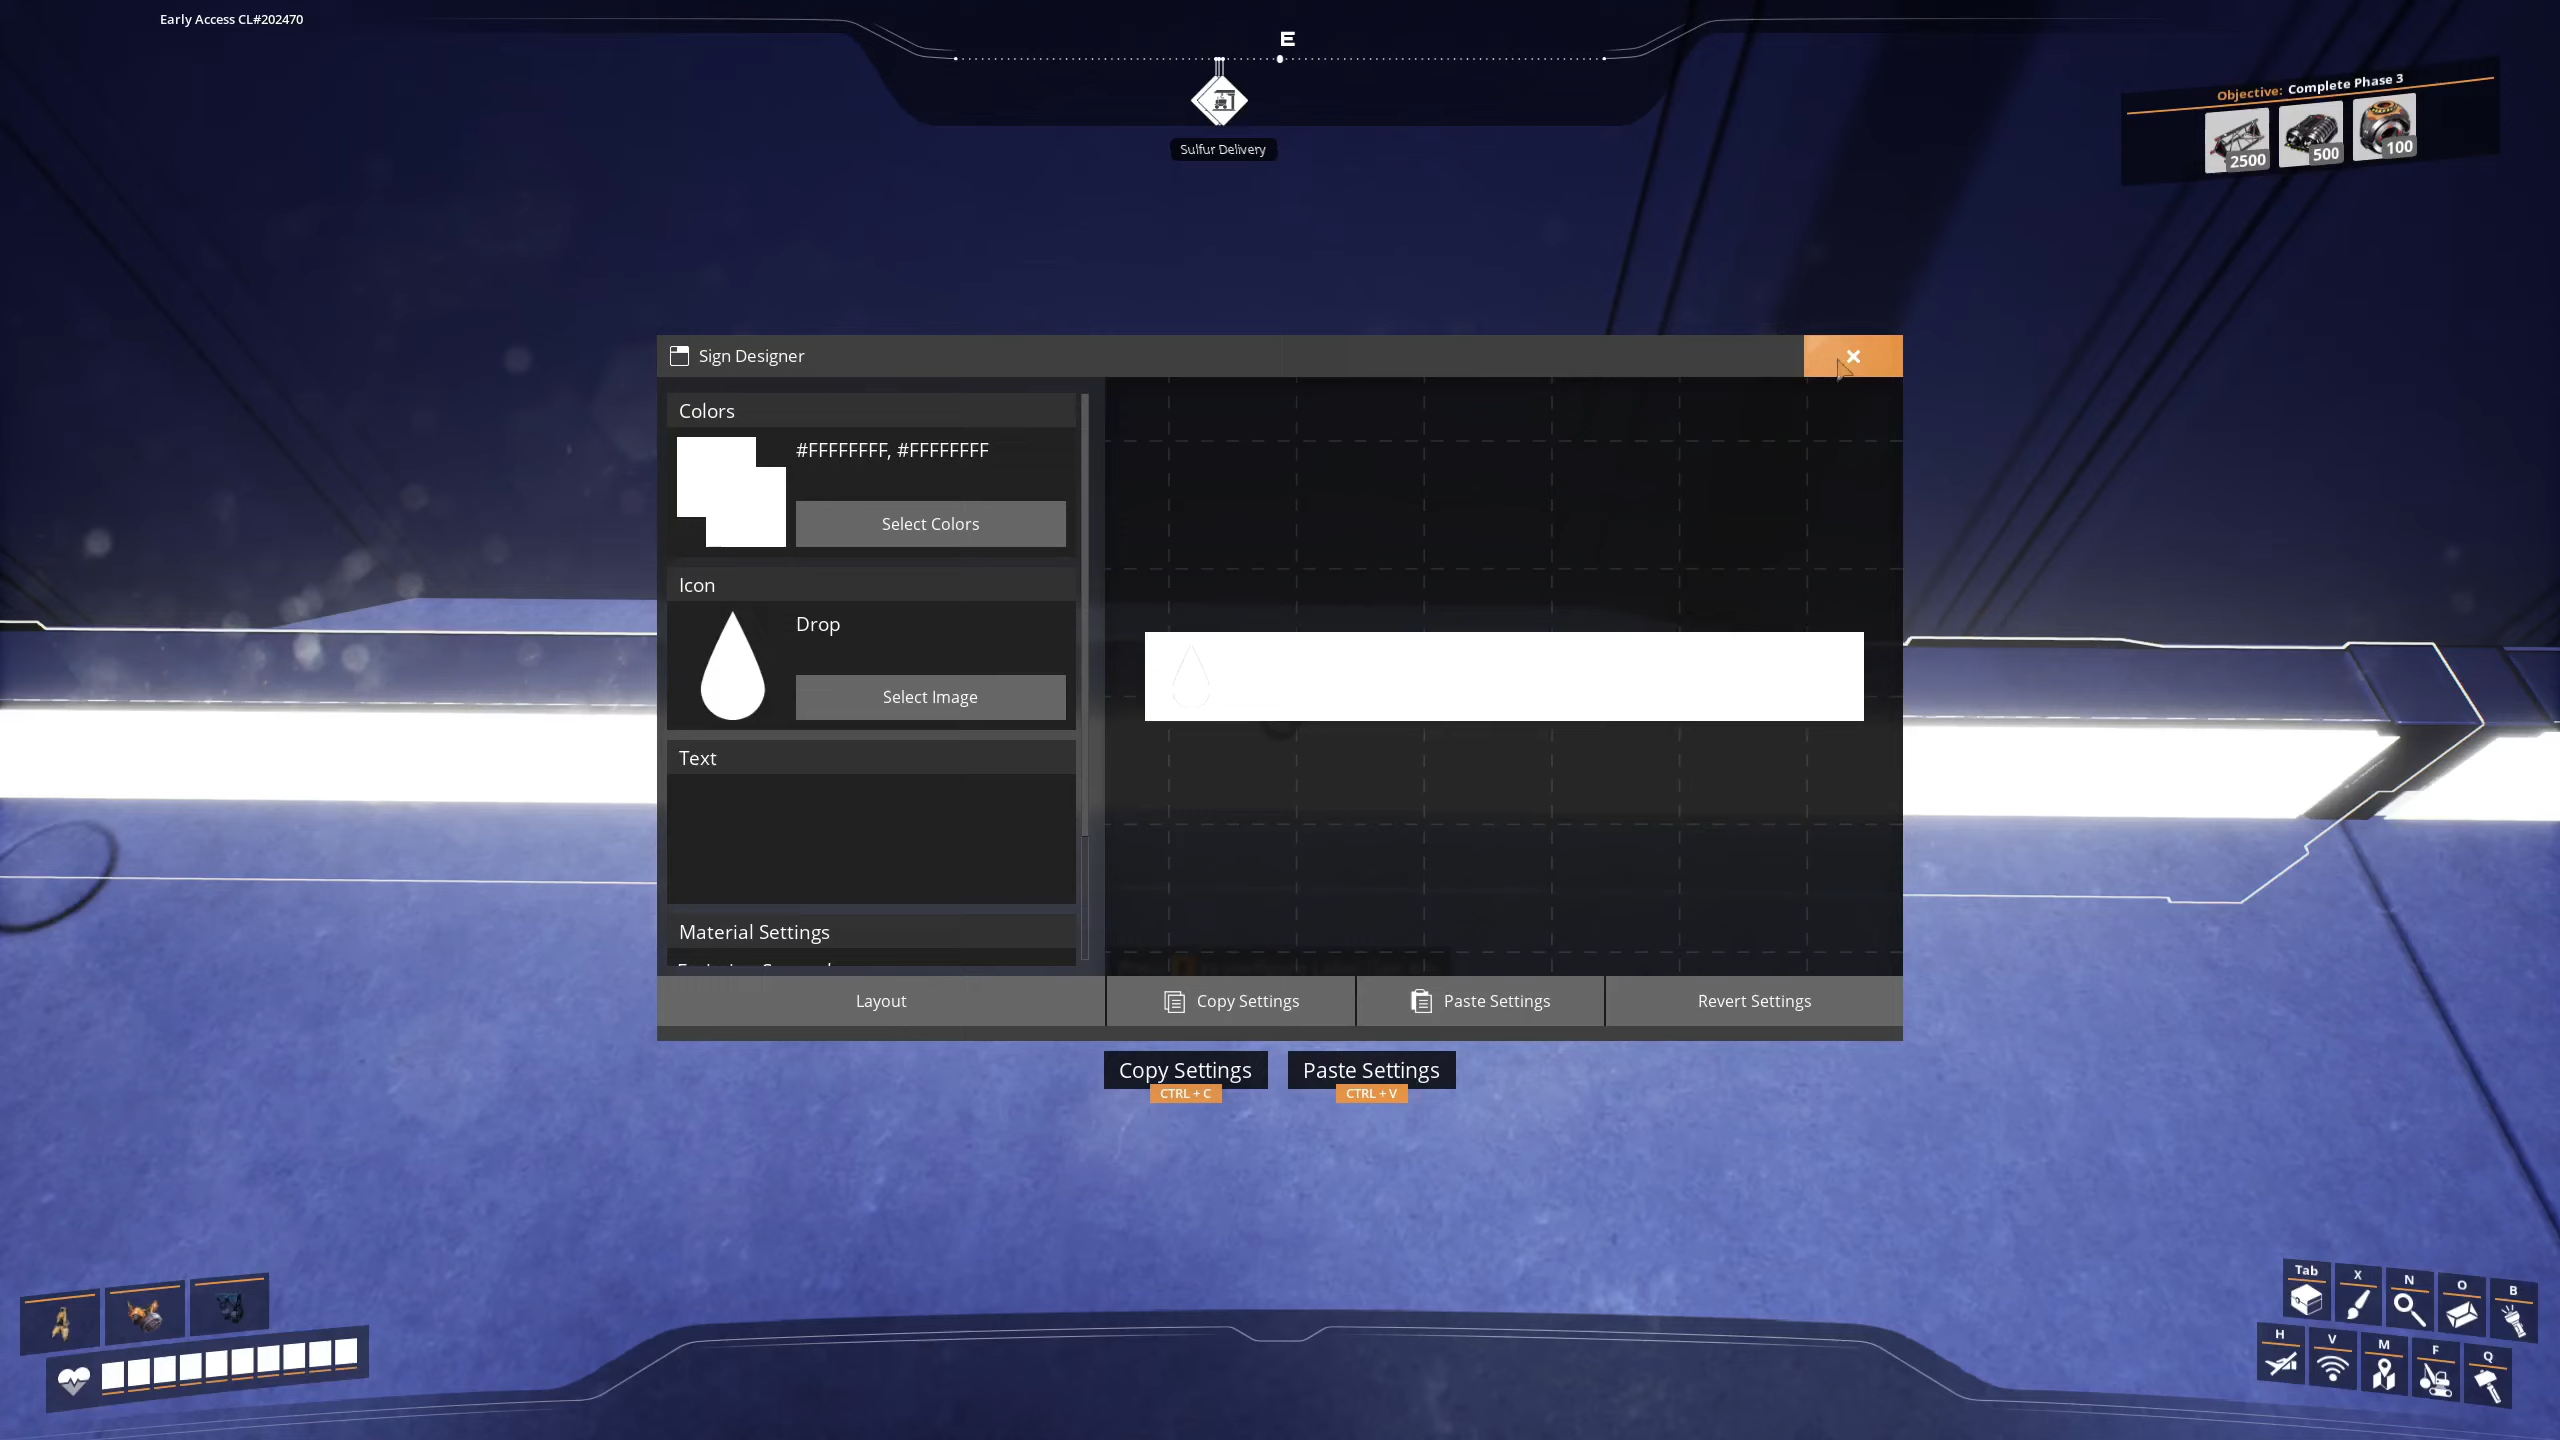 Early Access CL#202470
E
Sulfur Delivery
Objective: Complete Phase 3
2500
500
100
Sign Designer
Colors
#FFFFFFFF, #FFFFFFFF
Select Colors
Icon
Drop
Select Image
Text
Material Settings
Layout
Copy Settings
Paste Settings
Revert Settings
Copy Settings
Paste Settings
CTRL + C
CTRL + V
Tab
X
N
O
B
H
V
M
F
Q